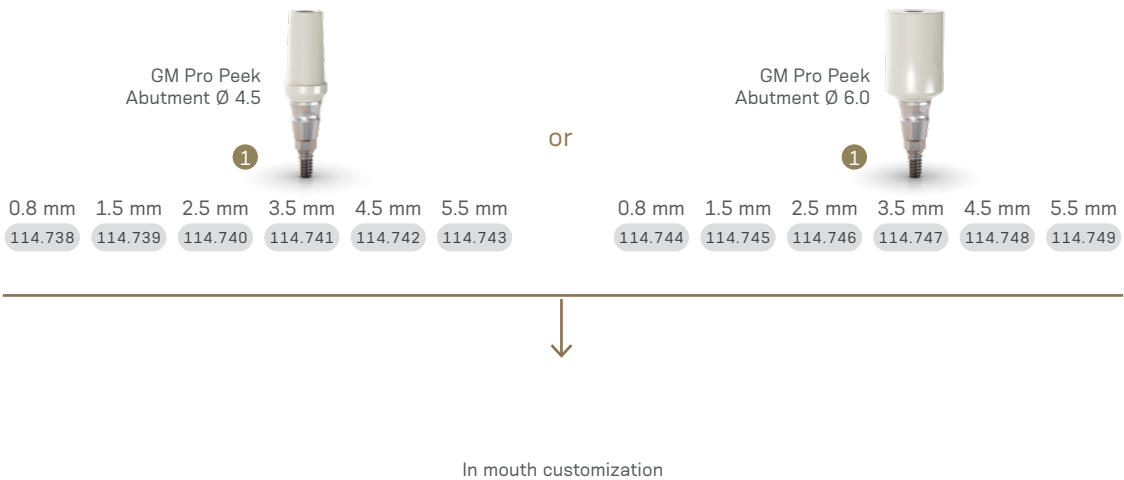 GM Pro Peek
Abutment Ø 4.5
1
0.8 mm 1.5 mm 2.5 mm 3.5 mm 4.5 mm 5.5 mm
114.738 114.739 114.740 114.741 114.742 114.743
or
GM Pro Peek
Abutment Ø 6.0
1
0.8 mm 1.5 mm 2.5 mm 3.5 mm 4.5 mm 5.5 mm
114.744 114.745 114.746 114.747 114.748 114.749
In mouth customization